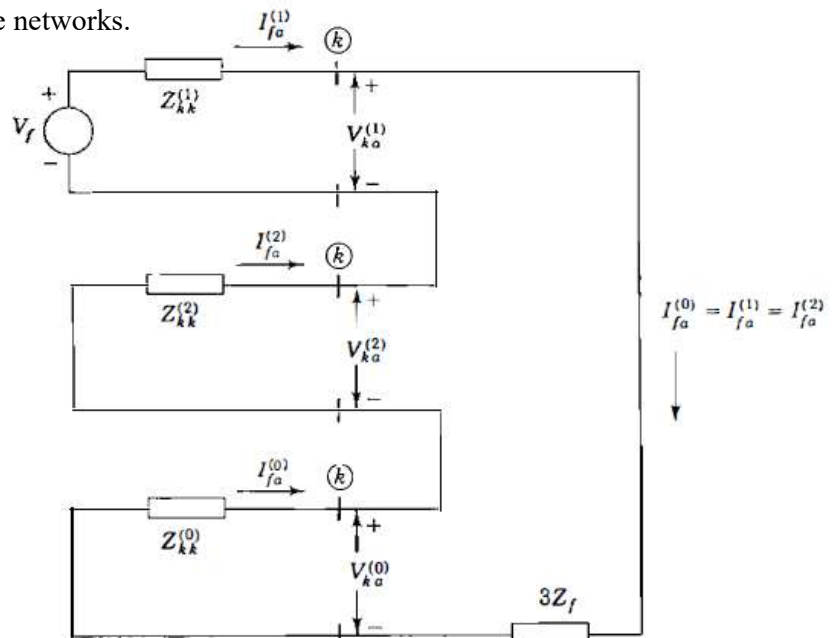 e networks.
I_{fa}^{(1)}
k
Z_{kk}^{(1)}
+
V_f
−
+
V_{ka}^{(1)}
−
I_{fa}^{(2)}
k
Z_{kk}^{(2)}
+
V_{ka}^{(2)}
−
I_{fa}^{(0)} = I_{fa}^{(1)} = I_{fa}^{(2)}
I_{fa}^{(0)}
k
Z_{kk}^{(0)}
+
V_{ka}^{(0)}
−
3Z_f